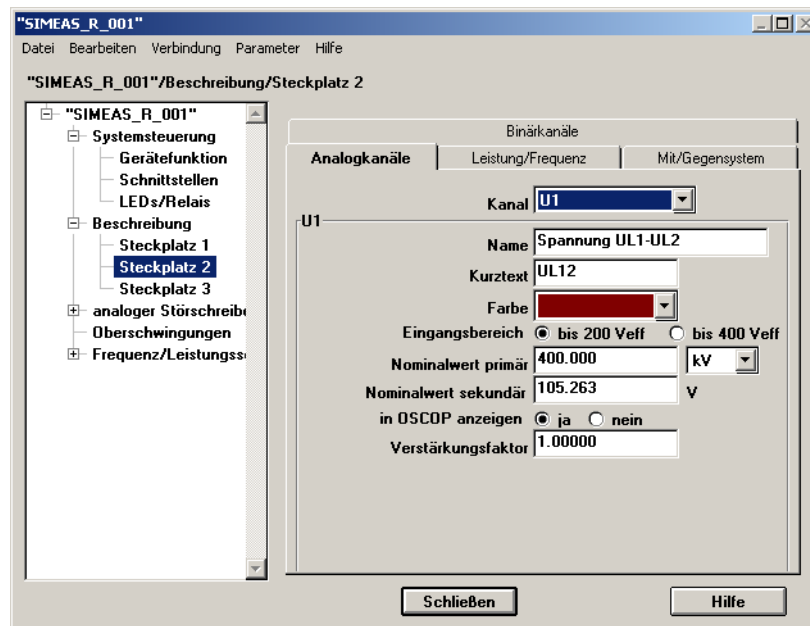 "SIMEAS_R_001"
Datei Bearbeiten Verbindung Parameter Hilfe
"SIMEAS_R_001"/Beschreibung/Steckplatz 2
"SIMEAS_R_001"
Systemsteuerung
Gerätefunktion
Schnittstellen
LEDs/Relais
Beschreibung
Steckplatz 1
Steckplatz 2
Steckplatz 3
analoger Störschreibe
Oberschwingungen
Frequenz/Leistungss
Binärkanäle
Analogkanäle Leistung/Frequenz Mit/Gegensystem
Kanal U1
U1
Name Spannung UL1-UL2
Kurztext UL12
Farbe
Eingangsbereich bis 200 Veff bis 400 Veff
Nominalwert primär 400.000 kV
Nominalwert sekundär 105.263 V
in OSCOP anzeigen ja nein
Verstärkungsfaktor 1.00000
Schließen Hilfe